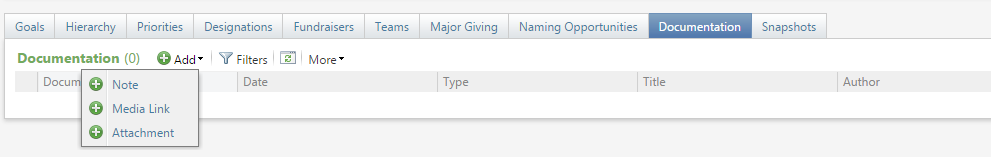 Goals Hierarchy Priorities Designations Fundraisers Teams Major Giving Naming Opportunities Documentation Snapshots
Documentation (0) Add Filters More
Docum Date Type Title Author
Note
Media Link
Attachment